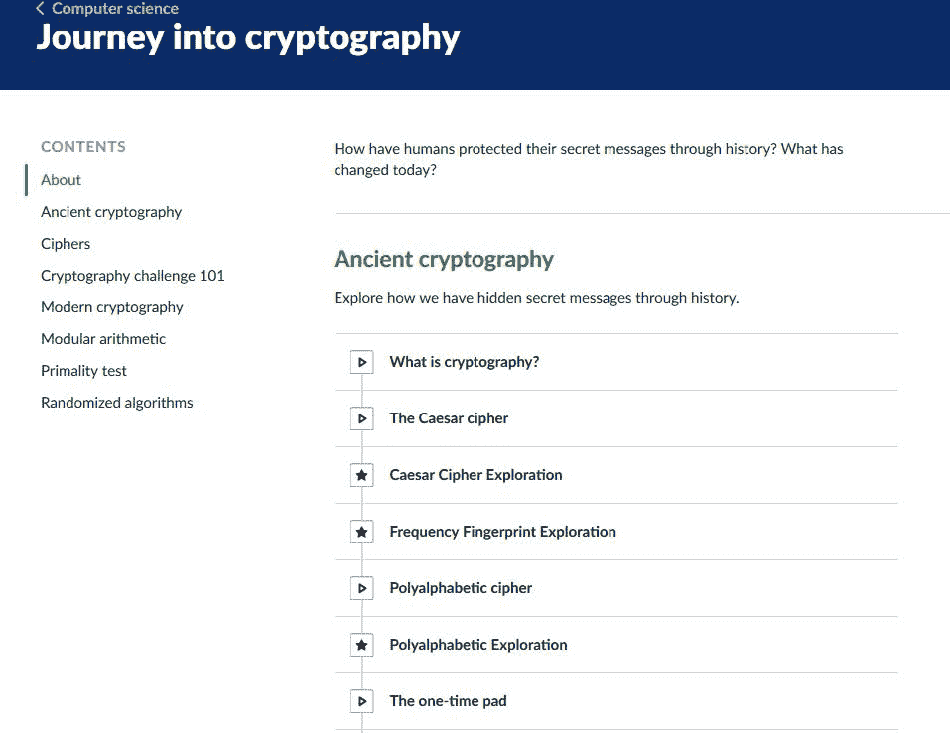 Computer science
Journey into cryptography
CONTENTS
About
Ancient cryptography
Ciphers
Cryptography challenge 101
Modern cryptography
Modular arithmetic
Primality test
Randomized algorithms
How have humans protected their secret messages through history? What has
changed today?
Ancient cryptography
Explore how we have hidden secret messages through history.
What is cryptography?
The Caesar cipher
Caesar Cipher Exploration
Frequency Fingerprint Exploration
Polyalphabetic cipher
Polyalphabetic Exploration
The one-time pad